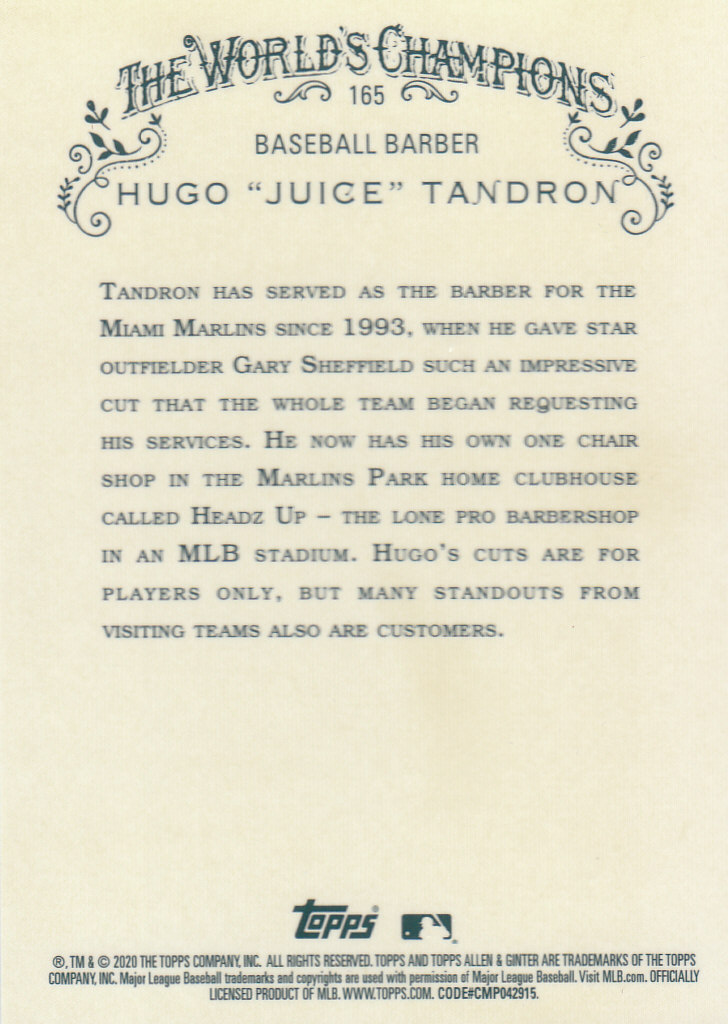 THE WORLD'S CHAMPIONS
165
BASEBALL BARBER
HUGO "JUICE" TANDRON
TANDRON HAS SERVED AS THE BARBER FOR THE
MIAMI MARLINS SINCE 1993, WHEN HE GAVE STAR
OUTFIELDER GARY SHEFFIELD SUCH AN IMPRESSIVE
CUT THAT THE WHOLE TEAM BEGAN REQUESTING
HIS SERVICES. HE NOW HAS HIS OWN ONE CHAIR
SHOP IN THE MARLINS PARK HOME CLUBHOUSE
CALLED HEADZ UP – THE LONE PRO BARBERSHOP
IN AN MLB STADIUM. HUGO'S CUTS ARE FOR
PLAYERS ONLY, BUT MANY STANDOUTS FROM
VISITING TEAMS ALSO ARE CUSTOMERS.
Topps®
®, TM & © 2020 THE TOPPS COMPANY, INC. ALL RIGHTS RESERVED. TOPPS AND TOPPS ALLEN & GINTER ARE TRADEMARKS OF THE TOPPS
COMPANY, INC. Major League Baseball trademarks and copyrights are used with permission of Major League Baseball. Visit MLB.com. OFFICIALLY
LICENSED PRODUCT OF MLB. WWW.TOPPS.COM. CODE#CMP042915.